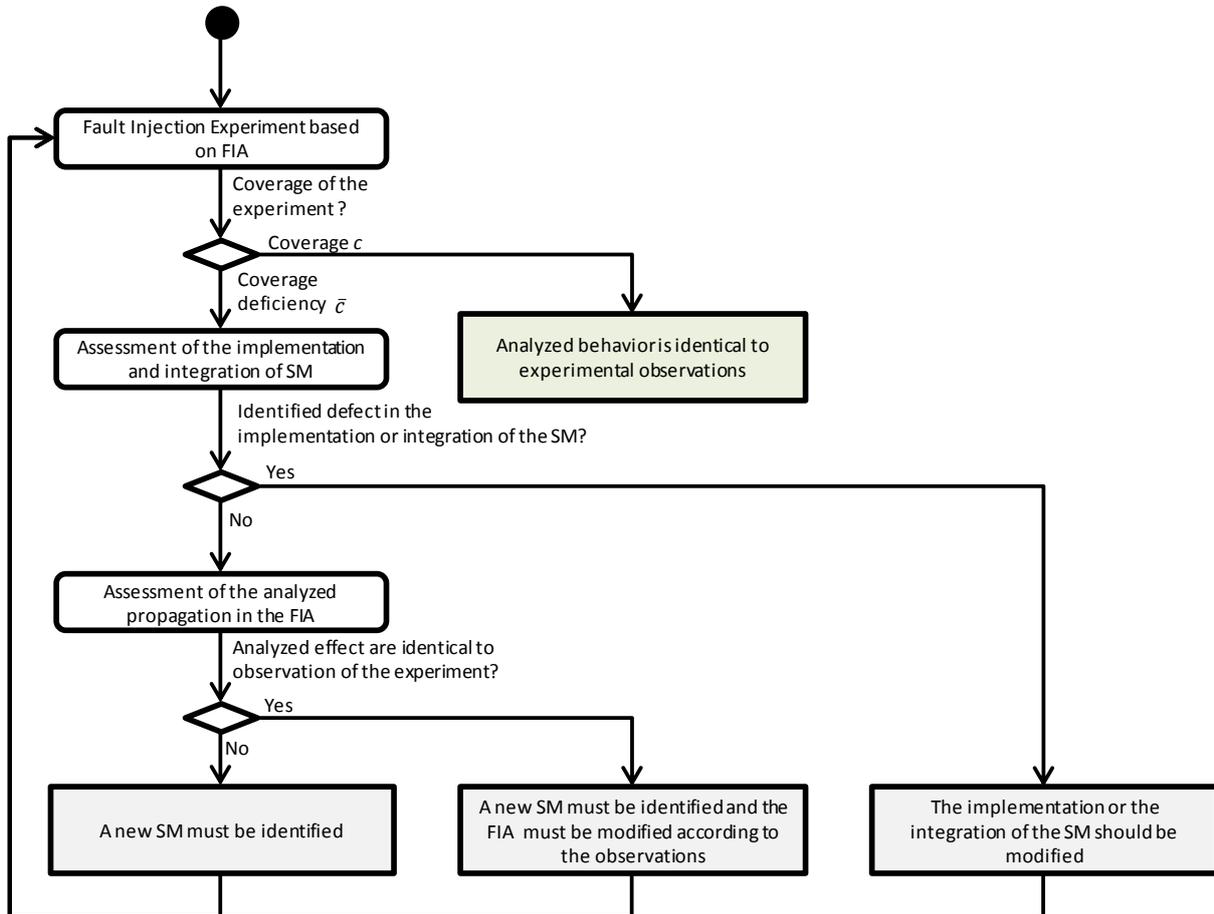 Fault Injection Experiment based
on FIA
Coverage of the
experiment?
Coverage c
Coverage
deficiency c̄
Assessment of the implementation
and integration of SM
Analyzed behavior is identical to
experimental observations
Identified defect in the
implementation or integration of the SM?
Yes
No
Assessment of the analyzed
propagation in the FIA
Analyzed effect are identical to
observation of the experiment?
Yes
No
A new SM must be identified
A new SM must be identified and the
FIA must be modified according to
the observations
The implementation or the
integration of the SM should be
modified